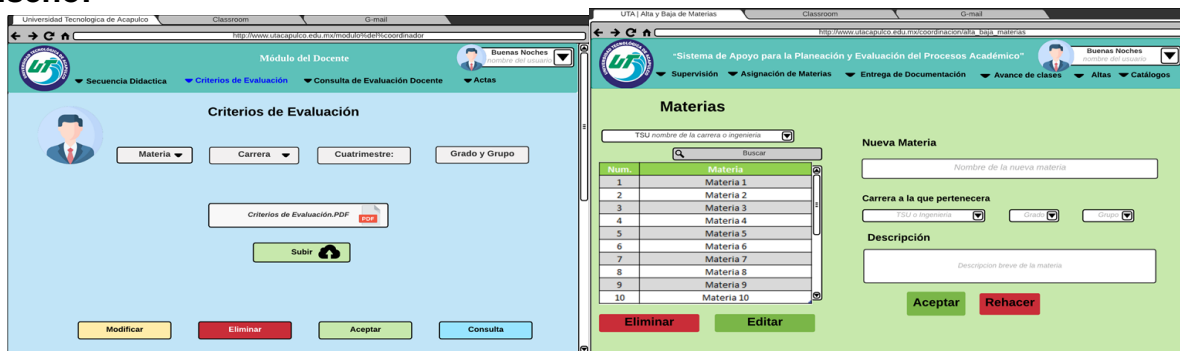 Universidad Tecnologica de Acapulco
Classroom
G-mail
http://www.utacapulco.edu.mx/modulo%del%coordinador
Módulo del Docente
Buenas Noches
nombre del usuario
Secuencia Didactica
Criterios de Evaluación
Consulta de Evaluación Docente
Actas
Criterios de Evaluación
Materia
Carrera
Cuatrimestre:
Grado y Grupo
Criterios de Evaluación.PDF
PDF
Subir
Modificar
Eliminar
Aceptar
Consulta
UTA | Alta y Baja de Materias
Classroom
G-mail
http://www.utacapulco.edu.mx/coordinacion/alta_baja_materias
"Sistema de Apoyo para la Planeación y Evaluación del Procesos Académico"
Buenas Noches
nombre del usuario
Supervisión
Asignación de Materias
Entrega de Documentación
Avance de clases
Altas
Catálogos
Materias
TSU nombre de la carrera o ingenieria
Buscar
Num. Materia
1 Materia 1
2 Materia 2
3 Materia 3
4 Materia 4
5 Materia 5
6 Materia 6
7 Materia 7
8 Materia 8
9 Materia 9
10 Materia 10
Eliminar
Editar
Nueva Materia
Nombre de la nueva materia
Carrera a la que pertenecera
TSU o Ingenieria
Grado
Grupo
Descripción
Descripcion breve de la materia
Aceptar
Rehacer